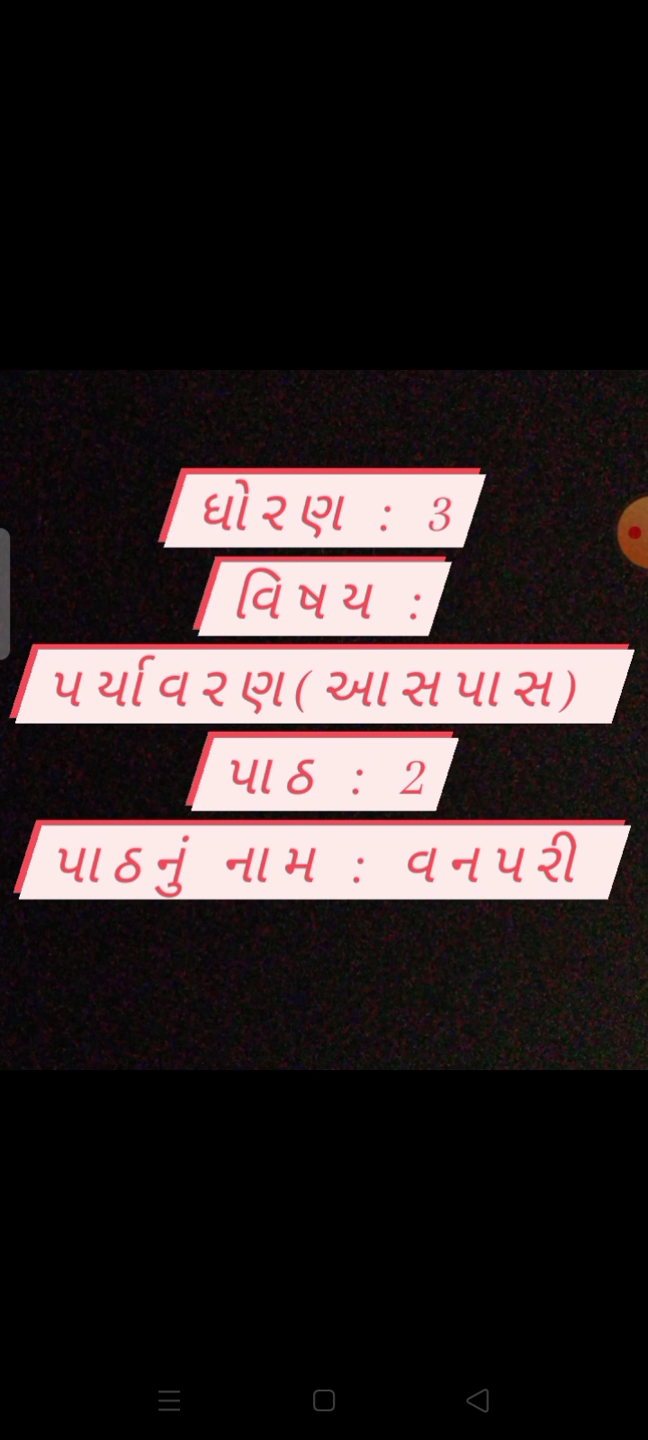 ધોરણ : 3
વિષય :
પર્યાવરણ(આસપાસ)
પાઠ : 2
પાઠનું નામ : વનપરી